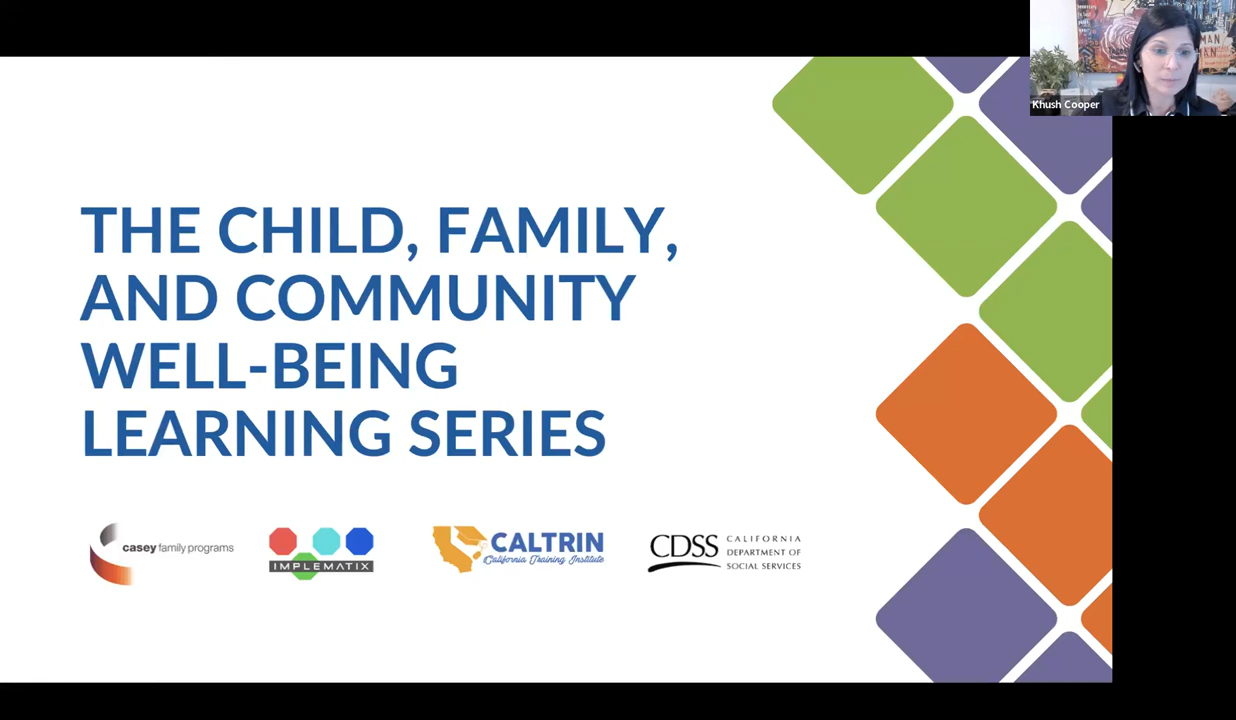 Khush Cooper
THE CHILD, FAMILY,
AND COMMUNITY
WELL-BEING
LEARNING SERIES
casey family programs
IMPLEMATIX
CALTRIN
California Training Institute
CDSS
CALIFORNIA
DEPARTMENT OF
SOCIAL SERVICES